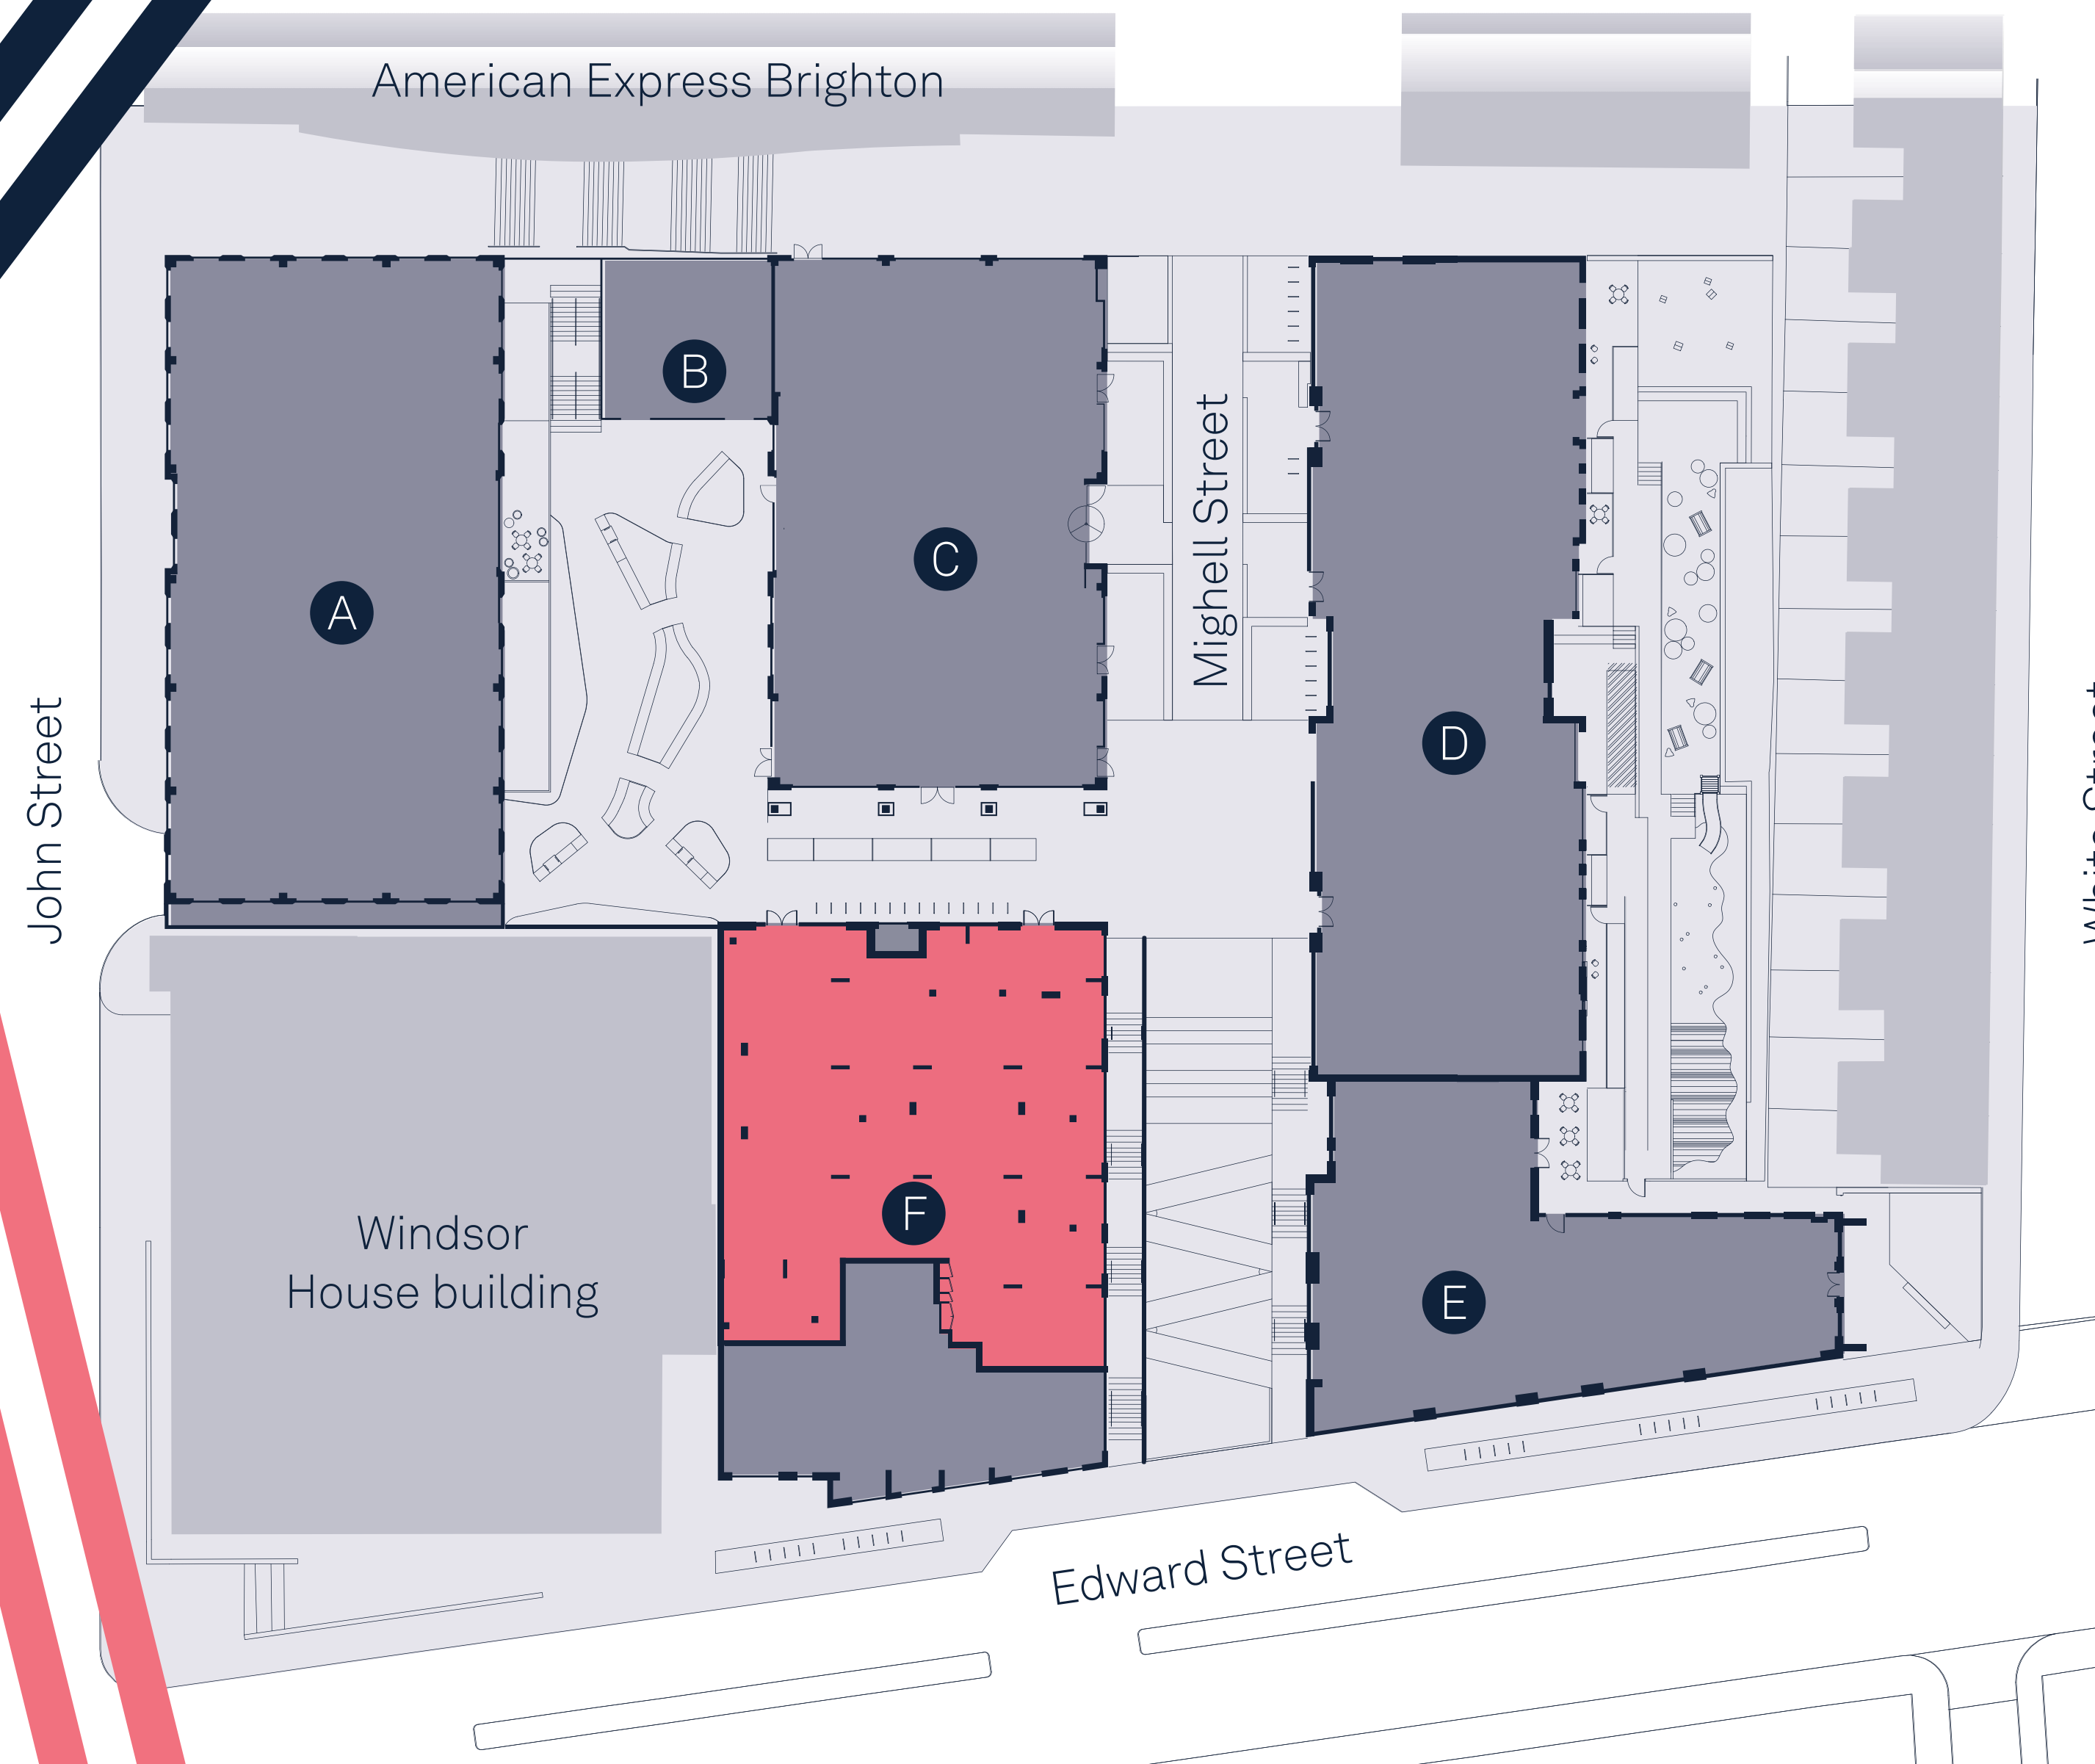 American Express Brighton
B
C
A
Mighell Street
D
John Street
F
Windsor
House building
E
Edward Street